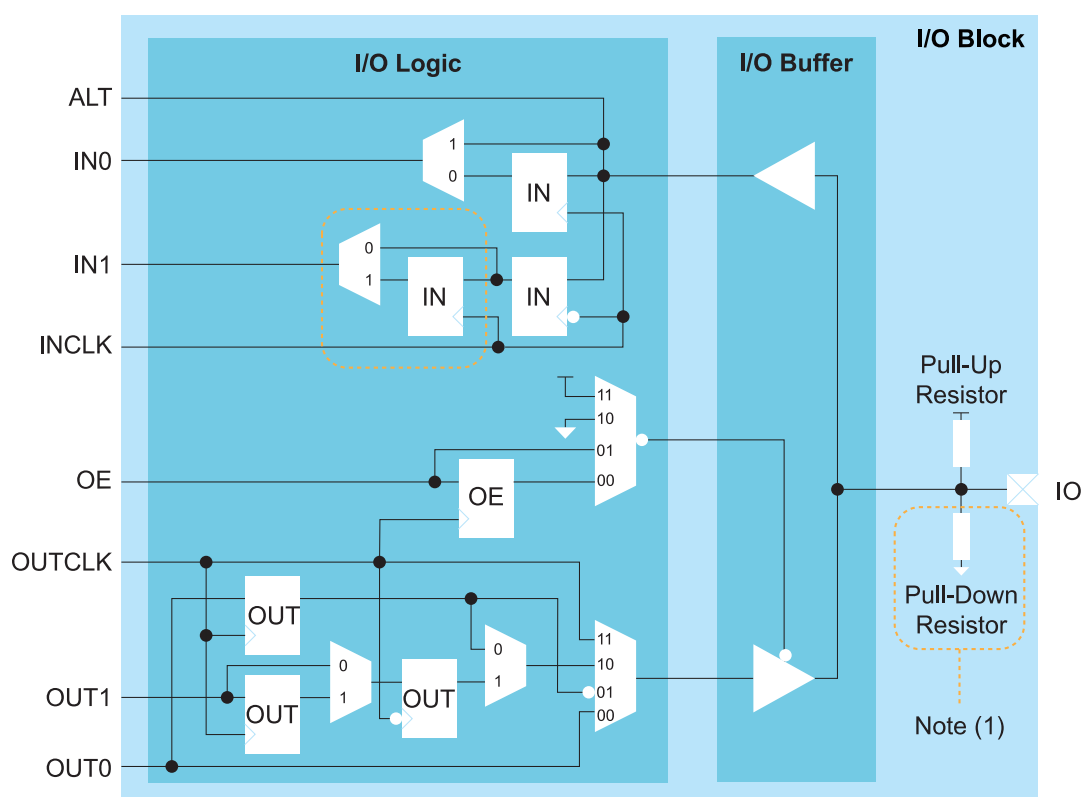 I/O Block
I/O Logic
I/O Buffer
ALT
1
IN0
0
IN
0
IN1
1
IN
IN
INCLK
Pull-Up
Resistor
11
10
01
OE
00
OE
IO
OUTCLK
Pull-Down
Resistor
OUT
11
0
10
0
1
01
OUT1
1
OUT
OUT
00
Note (1)
OUT0